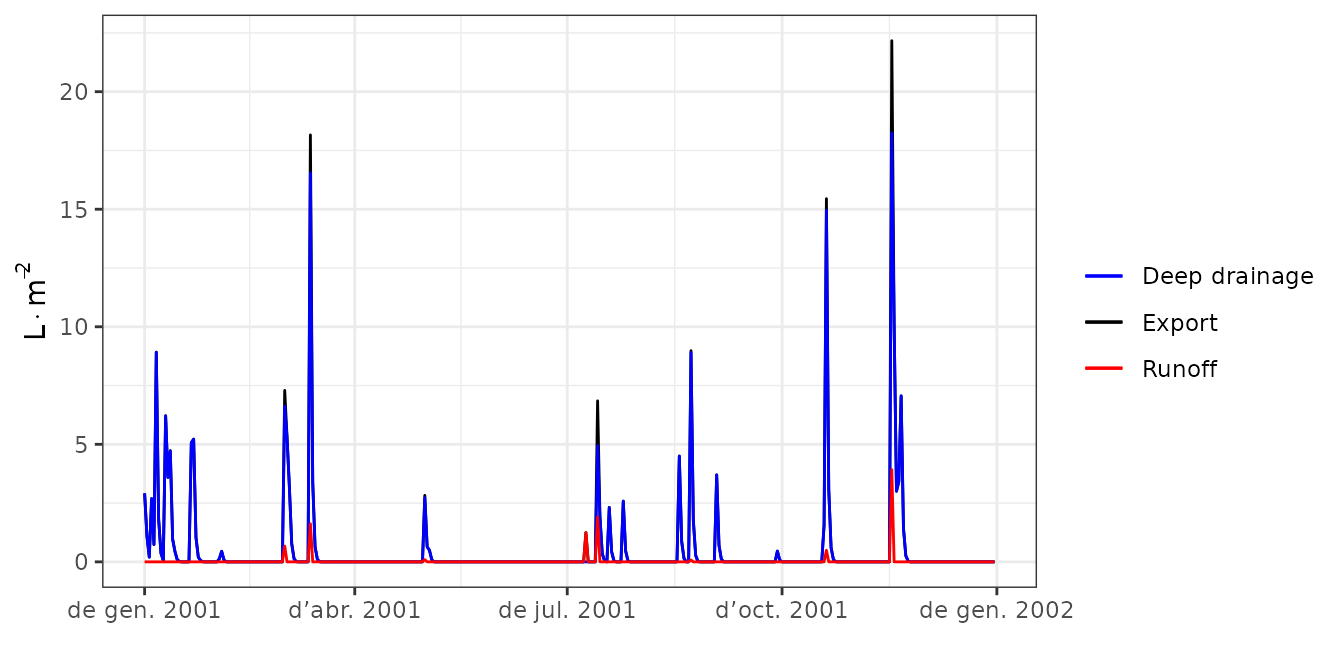 L · m⁻²
20
15
10
5
0
de gen. 2001 d’abr. 2001 de jul. 2001 d’oct. 2001 de gen. 2002
Deep drainage
Export
Runoff